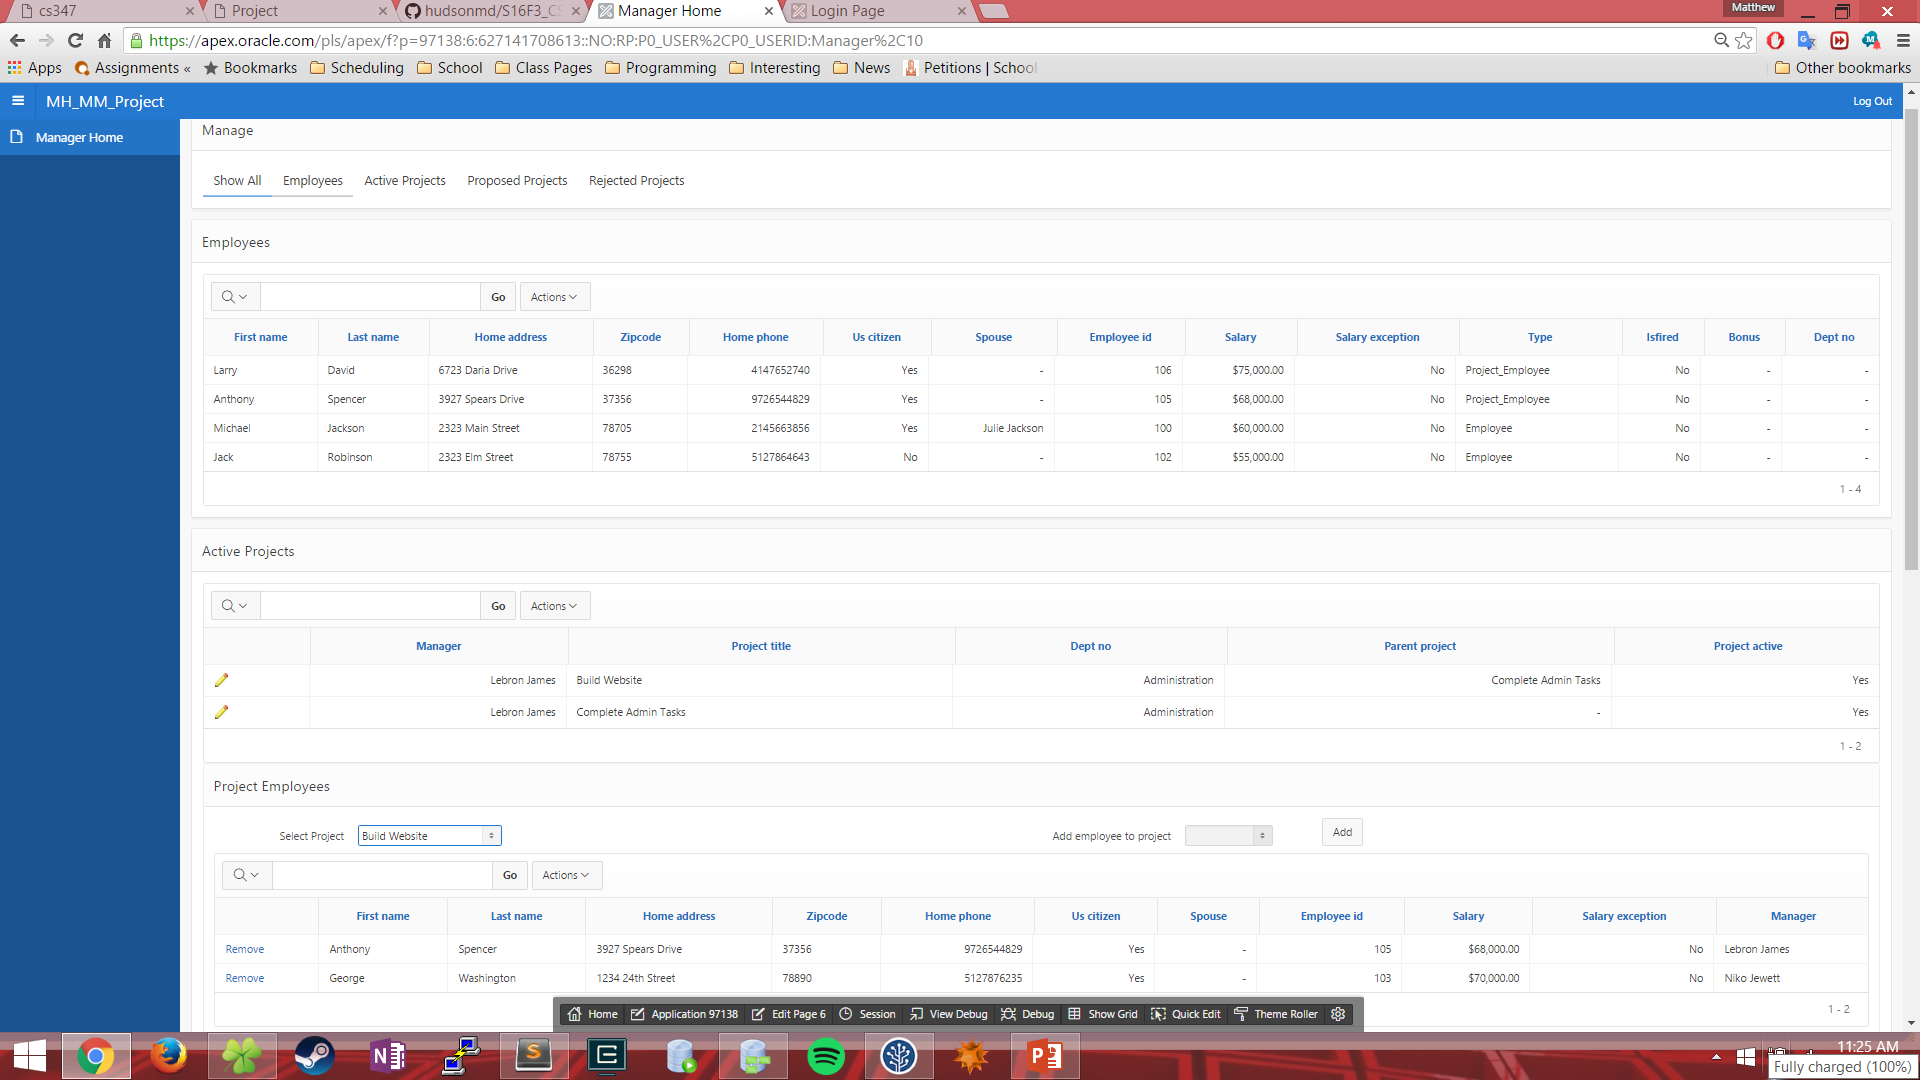 cs347 Project hudsonmd/S16F3_CS Manager Home Login Page Matthew
https://apex.oracle.com/pls/apex/f?p=97138:6:627141708613::NO:RP:P0_USER%2CP0_USERID:Manager%2C10
Apps Assignments « Bookmarks Scheduling School Class Pages Programming Interesting News Petitions | School Other bookmarks
MH_MM_Project Log Out
Manager Home
Manage
Show All Employees Active Projects Proposed Projects Rejected Projects
Employees
Go Actions
First name Last name Home address Zipcode Home phone Us citizen Spouse Employee id Salary Salary exception Type Isfired Bonus Dept no
Larry David 6723 Daria Drive 36298 4147652740 Yes - 106 $75,000.00 No Project_Employee No - -
Anthony Spencer 3927 Spears Drive 37356 9726544829 Yes - 105 $68,000.00 No Project_Employee No - -
Michael Jackson 2323 Main Street 78705 2145663856 Yes Julie Jackson 100 $60,000.00 No Employee No - -
Jack Robinson 2323 Elm Street 78755 5127864643 No - 102 $55,000.00 No Employee No - -
1 - 4
Active Projects
Go Actions
Manager Project title Dept no Parent project Project active
Lebron James Build Website Administration Complete Admin Tasks Yes
Lebron James Complete Admin Tasks Administration - Yes
1 - 2
Project Employees
Select Project Build Website Add employee to project Add
Go Actions
First name Last name Home address Zipcode Home phone Us citizen Spouse Employee id Salary Salary exception Manager
Remove Anthony Spencer 3927 Spears Drive 37356 9726544829 Yes - 105 $68,000.00 No Lebron James
Remove George Washington 1234 24th Street 78890 5127876235 Yes - 103 $70,000.00 No Niko Jewett
1 - 2
Home Application 97138 Edit Page 6 Session View Debug Debug Show Grid Quick Edit Theme Roller
11:25 AM
Fully charged (100%)